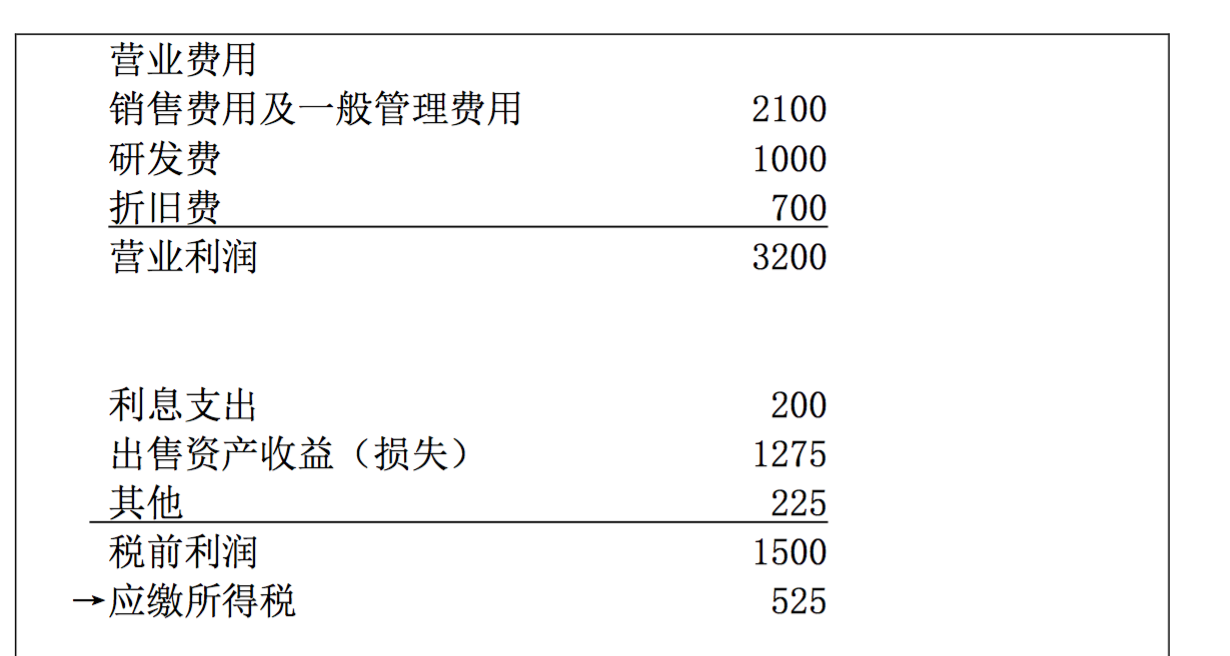 营业费用
销售费用及一般管理费用 2100
研发费 1000
折旧费 700
营业利润 3200
利息支出 200
出售资产收益（损失） 1275
其他 225
税前利润 1500
→应缴所得税 525